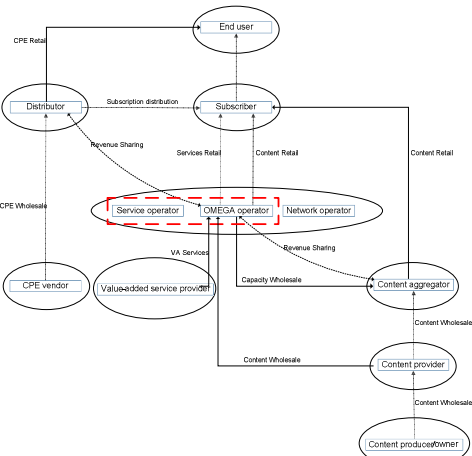 End user
CPE Retail
Distributor
Subscription distribution
Subscriber
Revenue Sharing
Services Retail
Content Retail
Content Retail
CPE Wholesale
Service operator
OMEGA operator
Network operator
VA Services
Revenue Sharing
CPE vendor
Value-added service provider
Capacity Wholesale
Content aggregator
Content Wholesale
Content Wholesale
Content provider
Content Wholesale
Content producer/owner